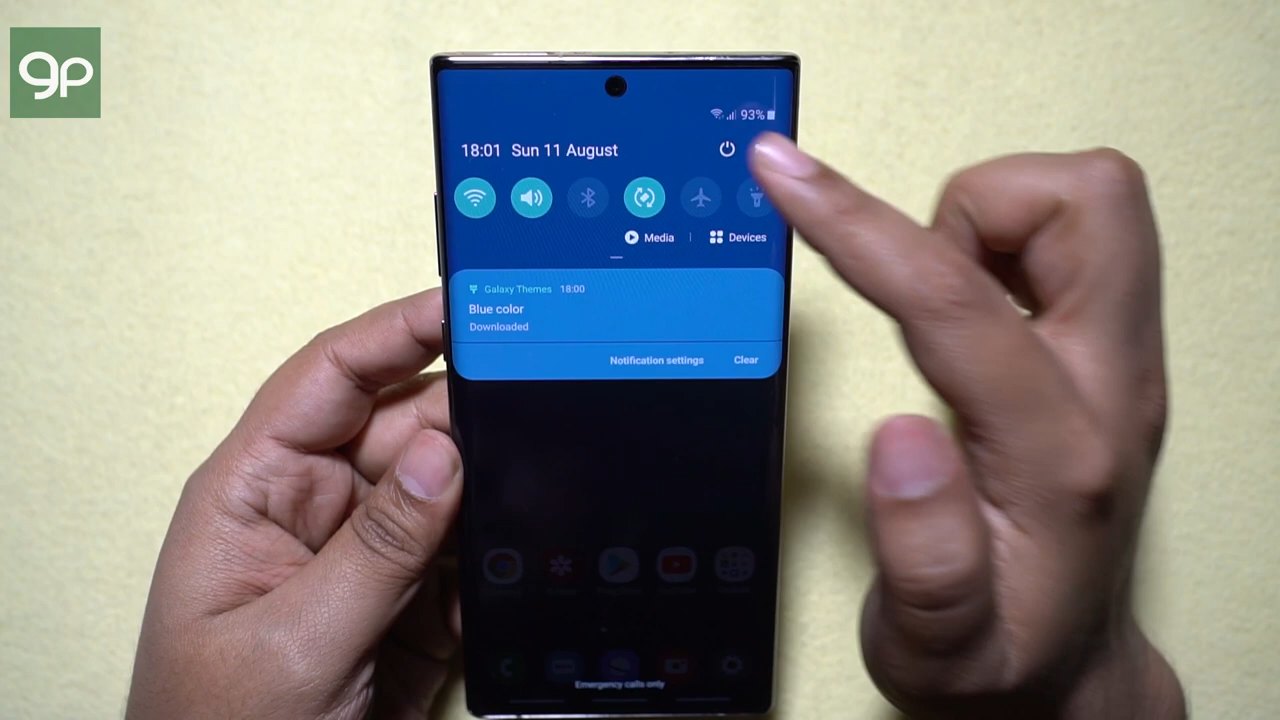 gp
93%
18:01 Sun 11 August
Media | Devices
Galaxy Themes 18:00
Blue color
Downloaded
Notification settings Clear
Emergency calls only